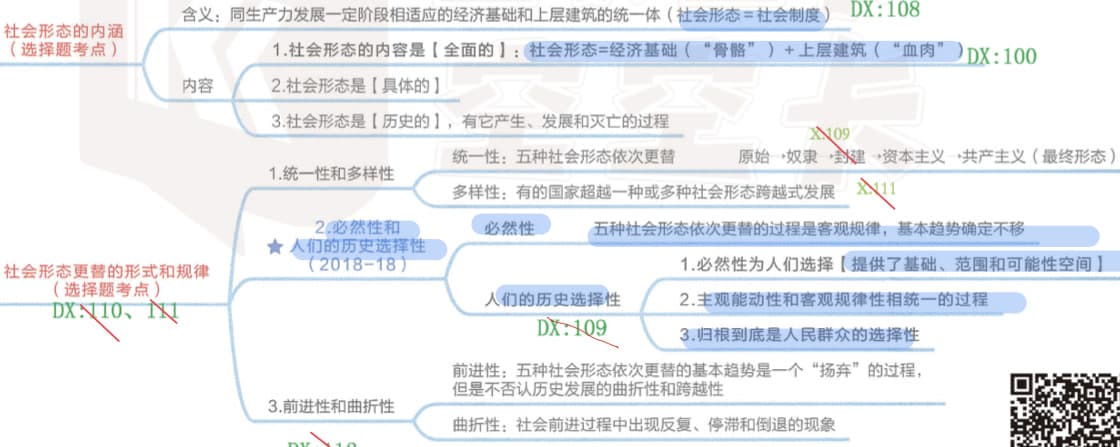 社会形态的内涵
（选择题考点）
含义：同生产力发展一定阶段相适应的经济基础和上层建筑的统一体（社会形态=社会制度）
DX:108
内容
1.社会形态的内容是【全面的】：社会形态=经济基础（“骨骼”）+上层建筑（“血肉”）
DX:100
2.社会形态是【具体的】
3.社会形态是【历史的】，有它产生、发展和灭亡的过程
社会形态更替的形式和规律
（选择题考点）
DX:110、111
1.统一性和多样性
X:109
统一性：五种社会形态依次更替 原始→奴隶→封建→资本主义→共产主义（最终形态）
多样性：有的国家超越一种或多种社会形态跨越式发展
X:111
★ 2.必然性和
人们的历史选择性
（2018-18）
必然性 五种社会形态依次更替的过程是客观规律，基本趋势确定不移
人们的历史选择性
DX:109
1.必然性为人们选择【提供了基础、范围和可能性空间】
2.主观能动性和客观规律性相统一的过程
3.归根到底是人民群众的选择性
3.前进性和曲折性
前进性：五种社会形态依次更替的基本趋势是一个“扬弃”的过程，
但是不否认历史发展的曲折性和跨越性
曲折性：社会前进过程中出现反复、停滞和倒退的现象